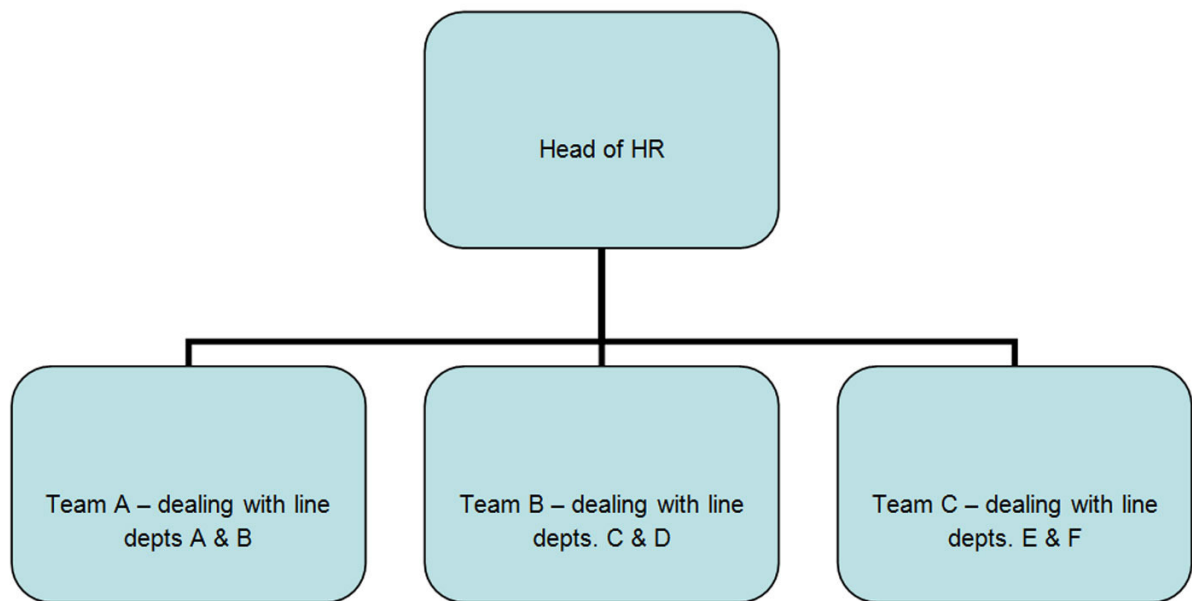 Head of HR
Team A – dealing with line
depts A & B
Team B – dealing with line
depts. C & D
Team C – dealing with line
depts. E & F